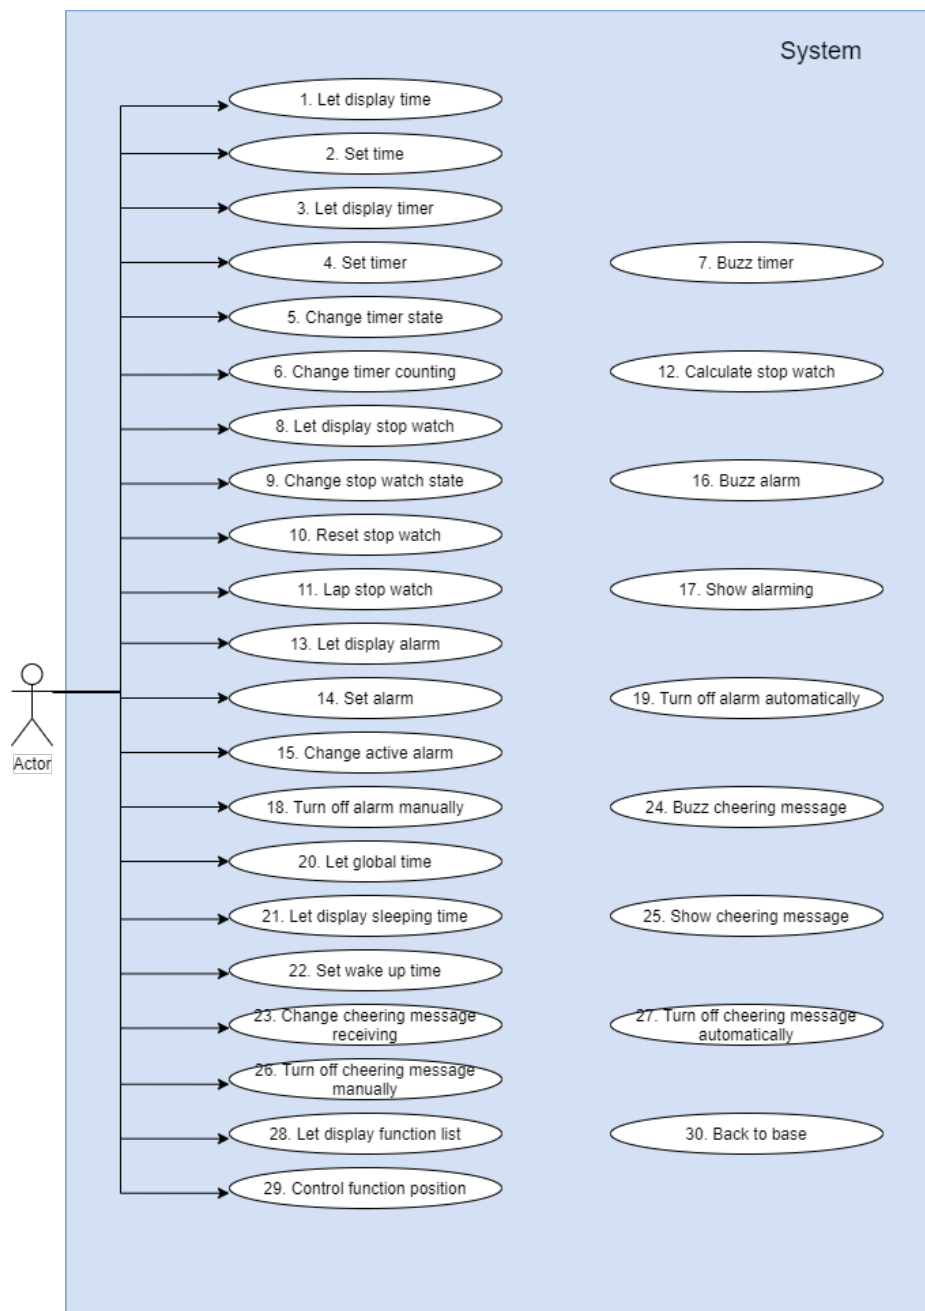 System
1. Let display time
2. Set time
3. Let display timer
4. Set timer
7. Buzz timer
5. Change timer state
6. Change timer counting
12. Calculate stop watch
8. Let display stop watch
9. Change stop watch state
16. Buzz alarm
10. Reset stop watch
11. Lap stop watch
17. Show alarming
13. Let display alarm
14. Set alarm
19. Turn off alarm automatically
15. Change active alarm
Actor
18. Turn off alarm manually
24. Buzz cheering message
20. Let global time
21. Let display sleeping time
25. Show cheering message
22. Set wake up time
23. Change cheering message
receiving
27. Turn off cheering message
automatically
26. Turn off cheering message
manually
28. Let display function list
30. Back to base
29. Control function position